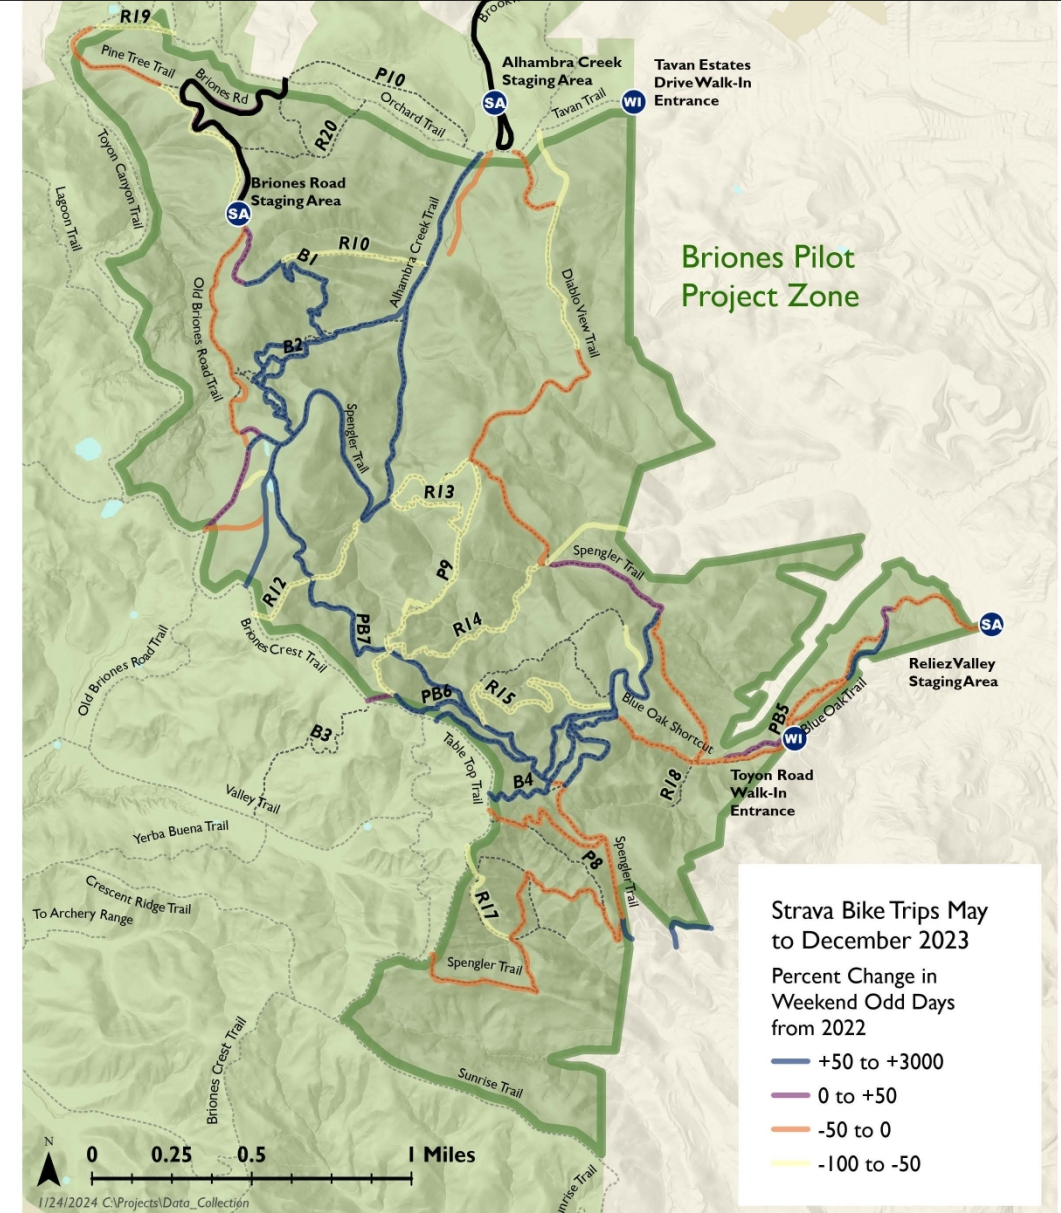 R19
Brookw
Pine Tree Trail
Briones Rd
P10
Orchard Trail
R20
Alhambra Creek
Staging Area
SA
Tavan Trail
WI
Tavan Estates
Drive Walk-In
Entrance
Toyon Canyon Trail
Lagoon Trail
Briones Road
Staging Area
SA
B1
R10
Alhambra Creek Trail
Briones Pilot
Project Zone
Old Briones Road Trail
Diablo View Trail
B2
Spengler Trail
R13
P9
Spengler Trail
R12
PB7
R14
Briones Crest Trail
Old Briones Road Trail
SA
Reliez Valley
Staging Area
PB6
R15
Blue Oak Shortcut
PB5
Blue Oak Trail
WI
B3
Table Top Trail
B4
R18
Toyon Road
Walk-In
Entrance
Valley Trail
Yerba Buena Trail
P8
Spengler Trail
Crescent Ridge Trail
To Archery Range
R17
Spengler Trail
Briones Crest Trail
Sunrise Trail
nrise Trail
Strava Bike Trips May
to December 2023
Percent Change in
Weekend Odd Days
from 2022
+50 to +3000
0 to +50
-50 to 0
-100 to -50
N
0 0.25 0.5 1 Miles
1/24/2024 C:\Projects\Data_Collection